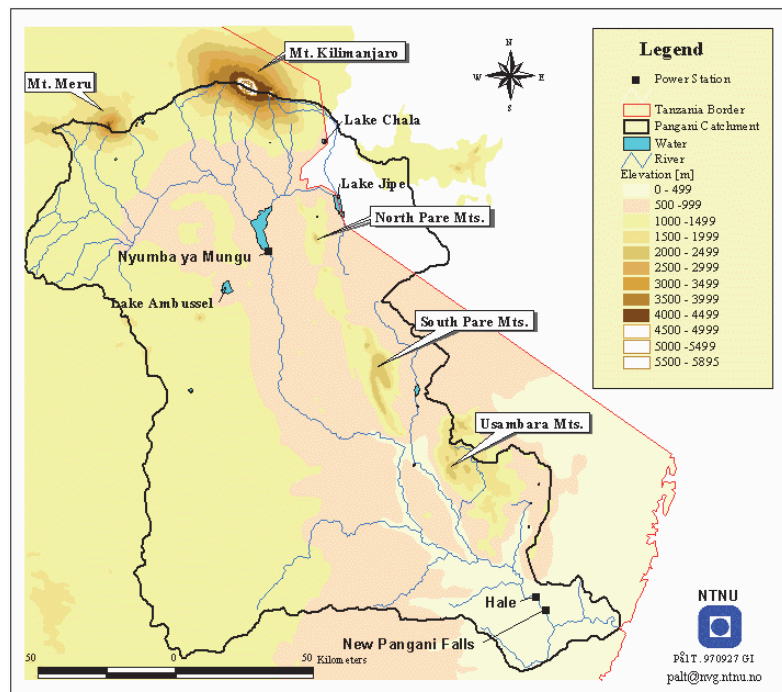 Mt. Kilimanjaro
Mt. Meru
N
W E
S
Lake Chala
Lake Jipe
North Pare Mts.
Nyumba ya Mungu
Lake Ambussel
South Pare Mts.
Usambara Mts.
Hale
New Pangani Falls
50 0 50
Kilometers
Legend
Power Station
Tanzania Border
Pangani Catchment
Water
River
Elevation [m]
0 - 499
500 -999
1000 -1499
1500 - 1999
2000 - 2499
2500 - 2999
3000 - 3499
3500 - 3999
4000 - 4499
4500 - 4999
5000 -5499
5500 - 5895
NTNU
Pål T. 970927 GI
palt@nvg.ntnu.no